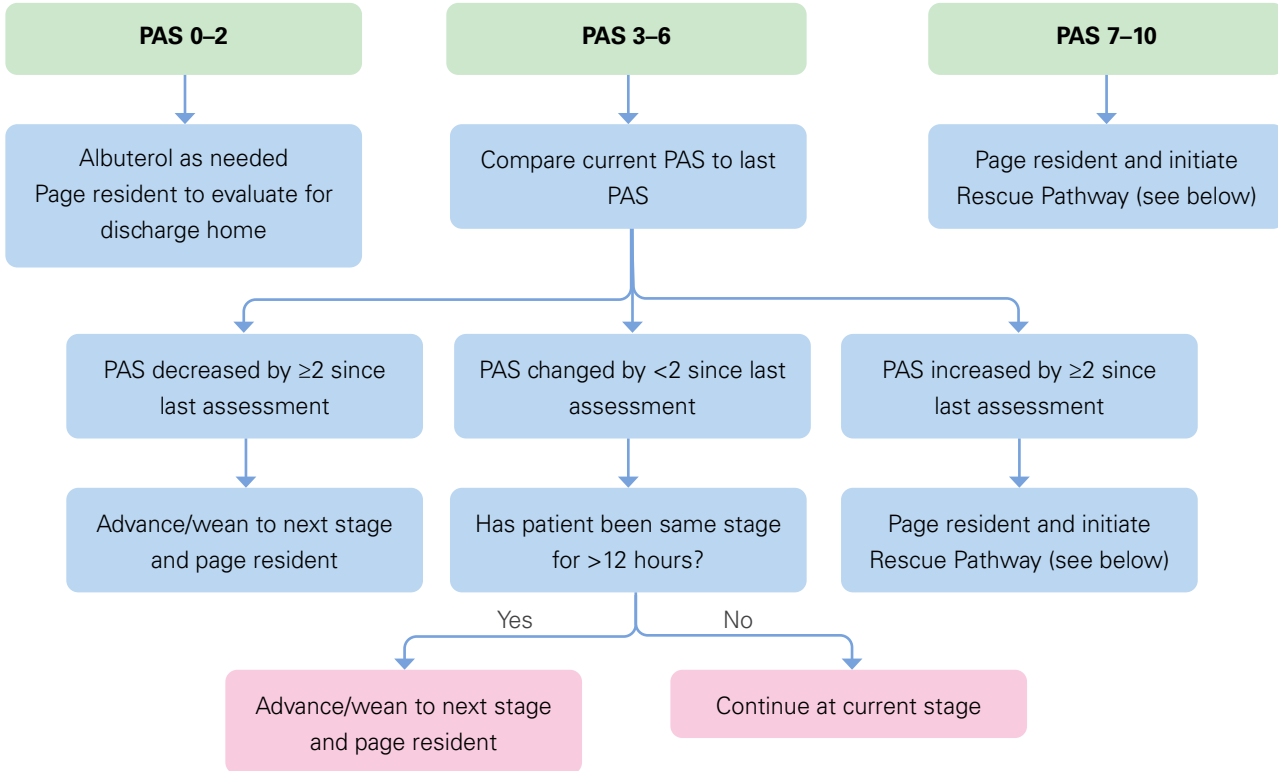 PAS 0–2
PAS 3–6
PAS 7–10
Albuterol as needed
Page resident to evaluate for
discharge home
Compare current PAS to last
PAS
Page resident and initiate
Rescue Pathway (see below)
PAS decreased by ≥2 since
last assessment
PAS changed by <2 since last
assessment
PAS increased by ≥2 since
last assessment
Advance/wean to next stage
and page resident
Has patient been same stage
for >12 hours?
Page resident and initiate
Rescue Pathway (see below)
Yes
No
Advance/wean to next stage
and page resident
Continue at current stage